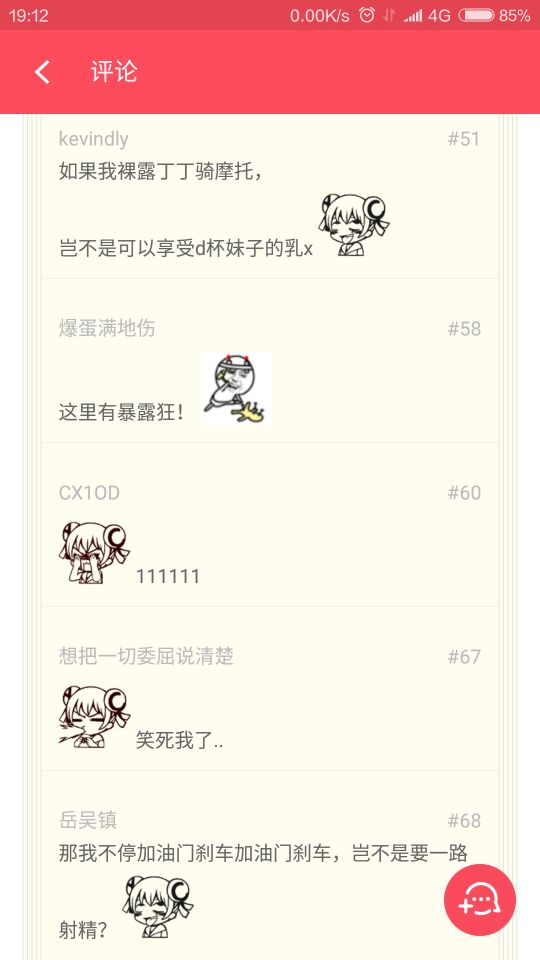 19:12 0.00K/s 4G 85%
评论
kevindly #51
如果我裸露丁丁骑摩托，
岂不是可以享受d杯妹子的乳x
爆蛋满地伤 #58
这里有暴露狂！
CX1OD #60
111111
想把一切委屈说清楚 #67
笑死我了..
岳吴镇 #68
那我不停加油门刹车加油门刹车，岂不是要一路
射精？